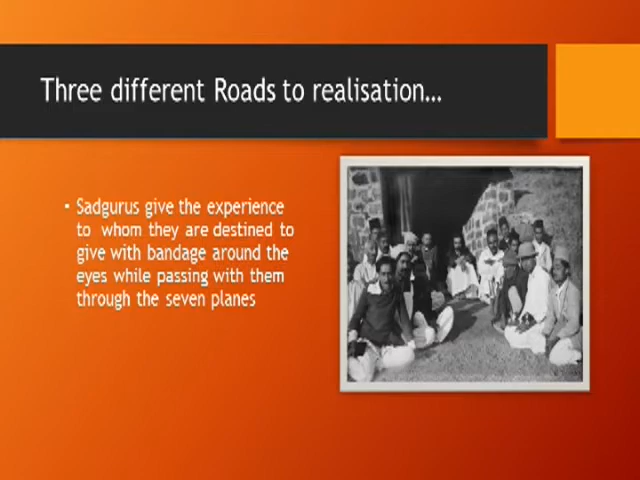 Three different Roads to realisation…
• Sadgurus give the experience
to whom they are destined to
give with bandage around the
eyes while passing with them
through the seven planes